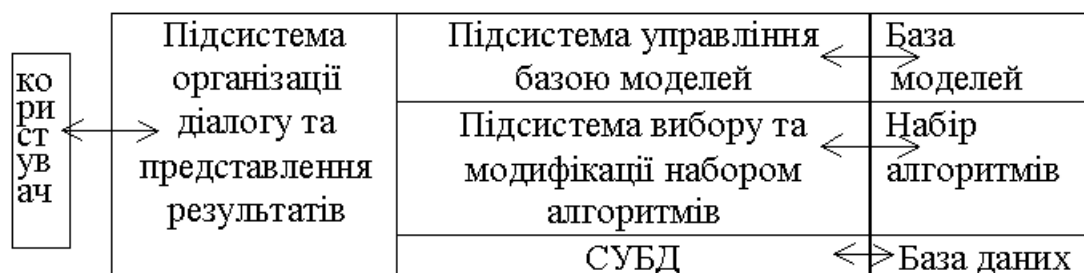 ко
ри
ст
ув
ач
Підсистема
організації
діалогу та
представлення
результатів
Підсистема управління
базою моделей
База
моделей
Підсистема вибору та
модифікації набором
алгоритмів
Набір
алгоритмів
СУБД
База даних